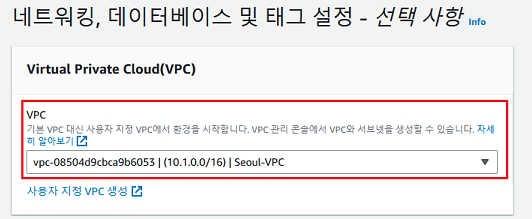 네트워킹, 데이터베이스 및 태그 설정 - 선택 사항 Info
Virtual Private Cloud(VPC)
VPC
기본 VPC 대신 사용자 지정 VPC에서 환경을 시작합니다. VPC 관리 콘솔에서 VPC와 서브넷을 생성할 수 있습니다. 자세
히 알아보기
vpc-08504d9cbca9b6053 | (10.1.0.0/16) | Seoul-VPC
사용자 지정 VPC 생성